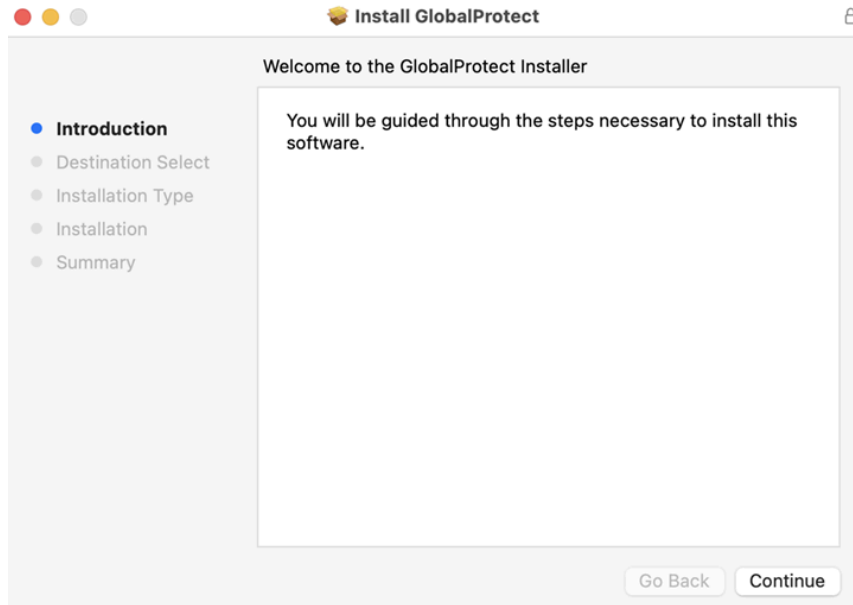 Install GlobalProtect
Welcome to the GlobalProtect Installer
Introduction
Destination Select
Installation Type
Installation
Summary
You will be guided through the steps necessary to install this
software.
Go Back
Continue